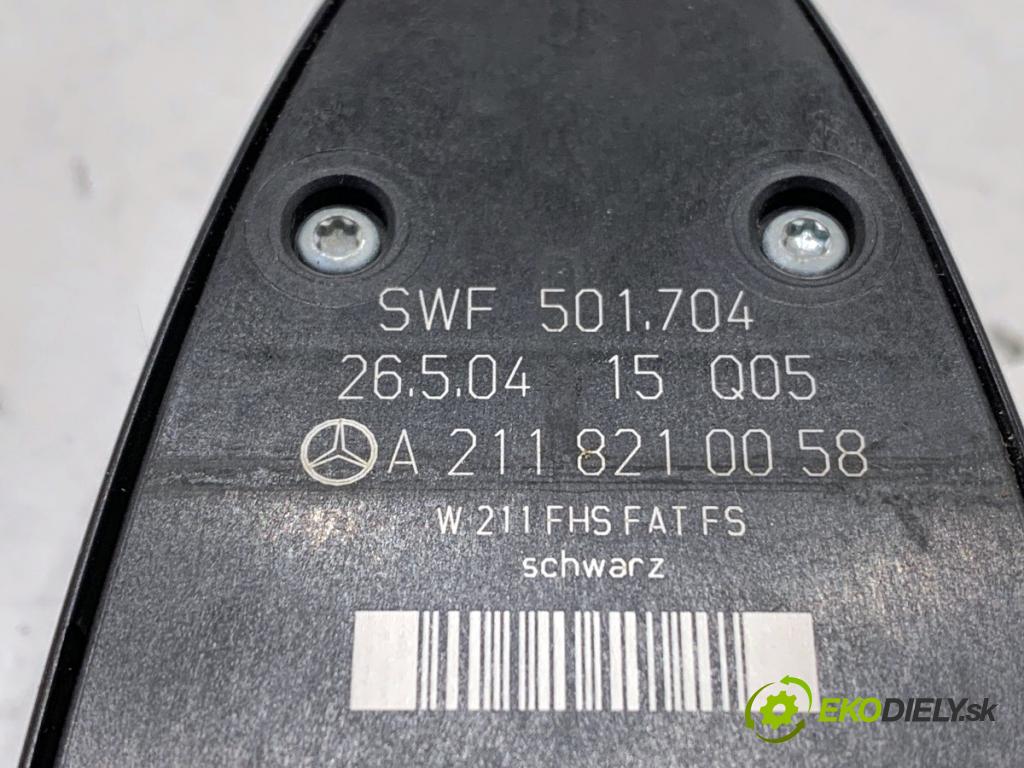 SWF 501.704
26.5.04 15 Q05
A 211 821 00 58
W 211 FHS FAT FS
schwarz
EKODIELY.sk